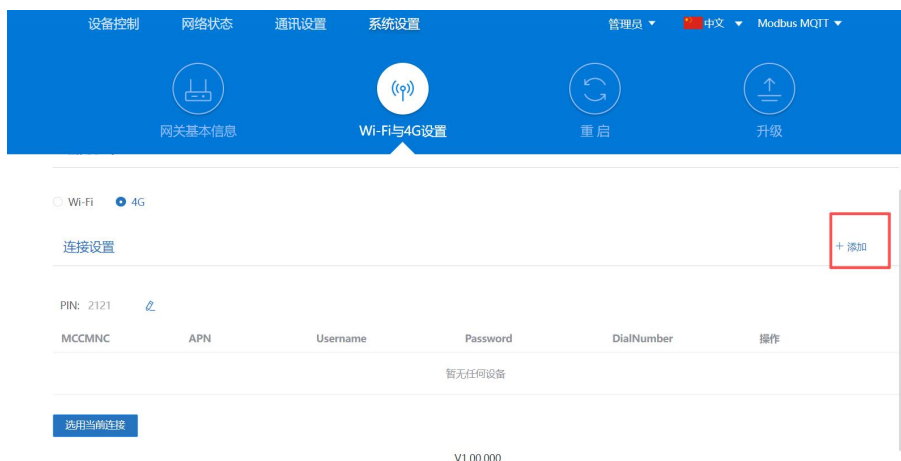 设备控制 网络状态 通讯设置 系统设置 管理员 中文 Modbus MQTT
网关基本信息 Wi-Fi与4G设置 重启 升级
Wi-Fi 4G
连接设置 + 添加
PIN: 2121
MCCMNC APN Username Password DialNumber 操作
暂无任何设备
选用当前连接
V1.00.000